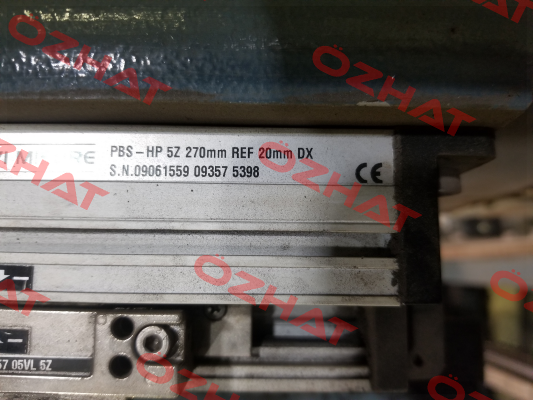 PBS-HP 5Z 270mm REF 20mm DX
S.N.09061559 09357 5398
CE
57 05VL 5Z
OZHAT
OZHAT
OZHAT
OZHAT
OZHAT
OZHAT
OZHAT